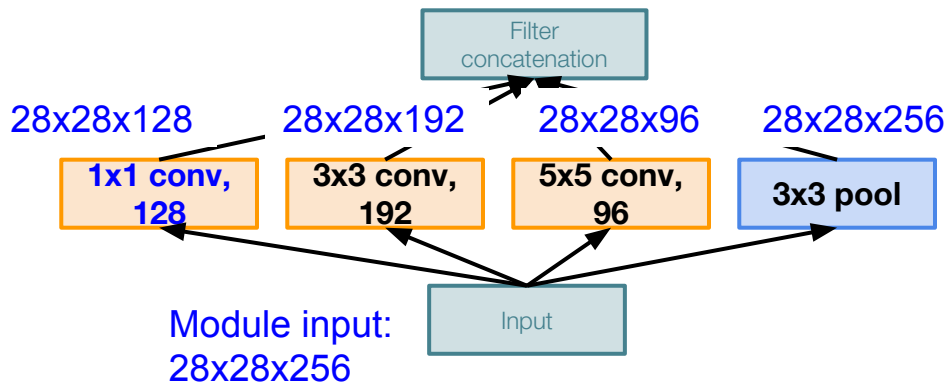 Filter
concatenation
28x28x128
28x28x192
28x28x96
28x28x256
1x1 conv,
128
3x3 conv,
192
5x5 conv,
96
3x3 pool
Input
Module input:
28x28x256